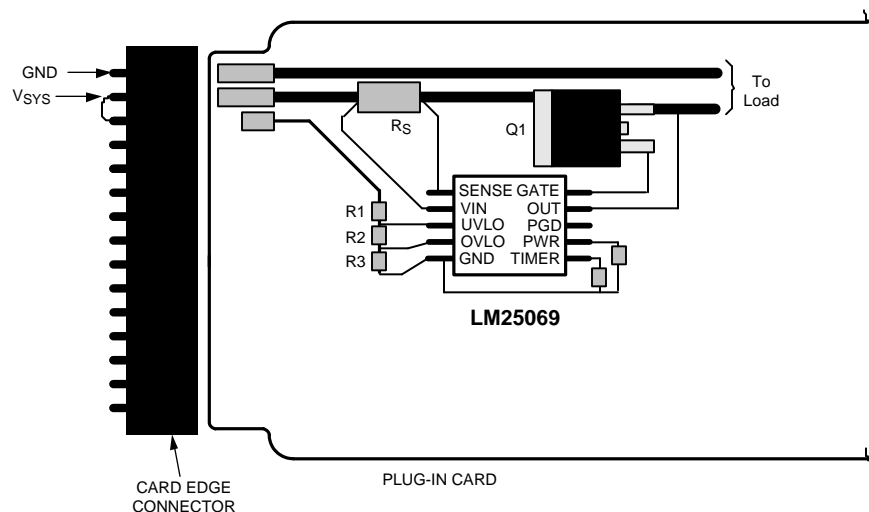 GND
VSYS
RS
Q1
To
Load
SENSE GATE
VIN OUT
R1
UVLO PGD
R2
OVLO PWR
R3
GND TIMER
LM25069
PLUG-IN CARD
CARD EDGE
CONNECTOR